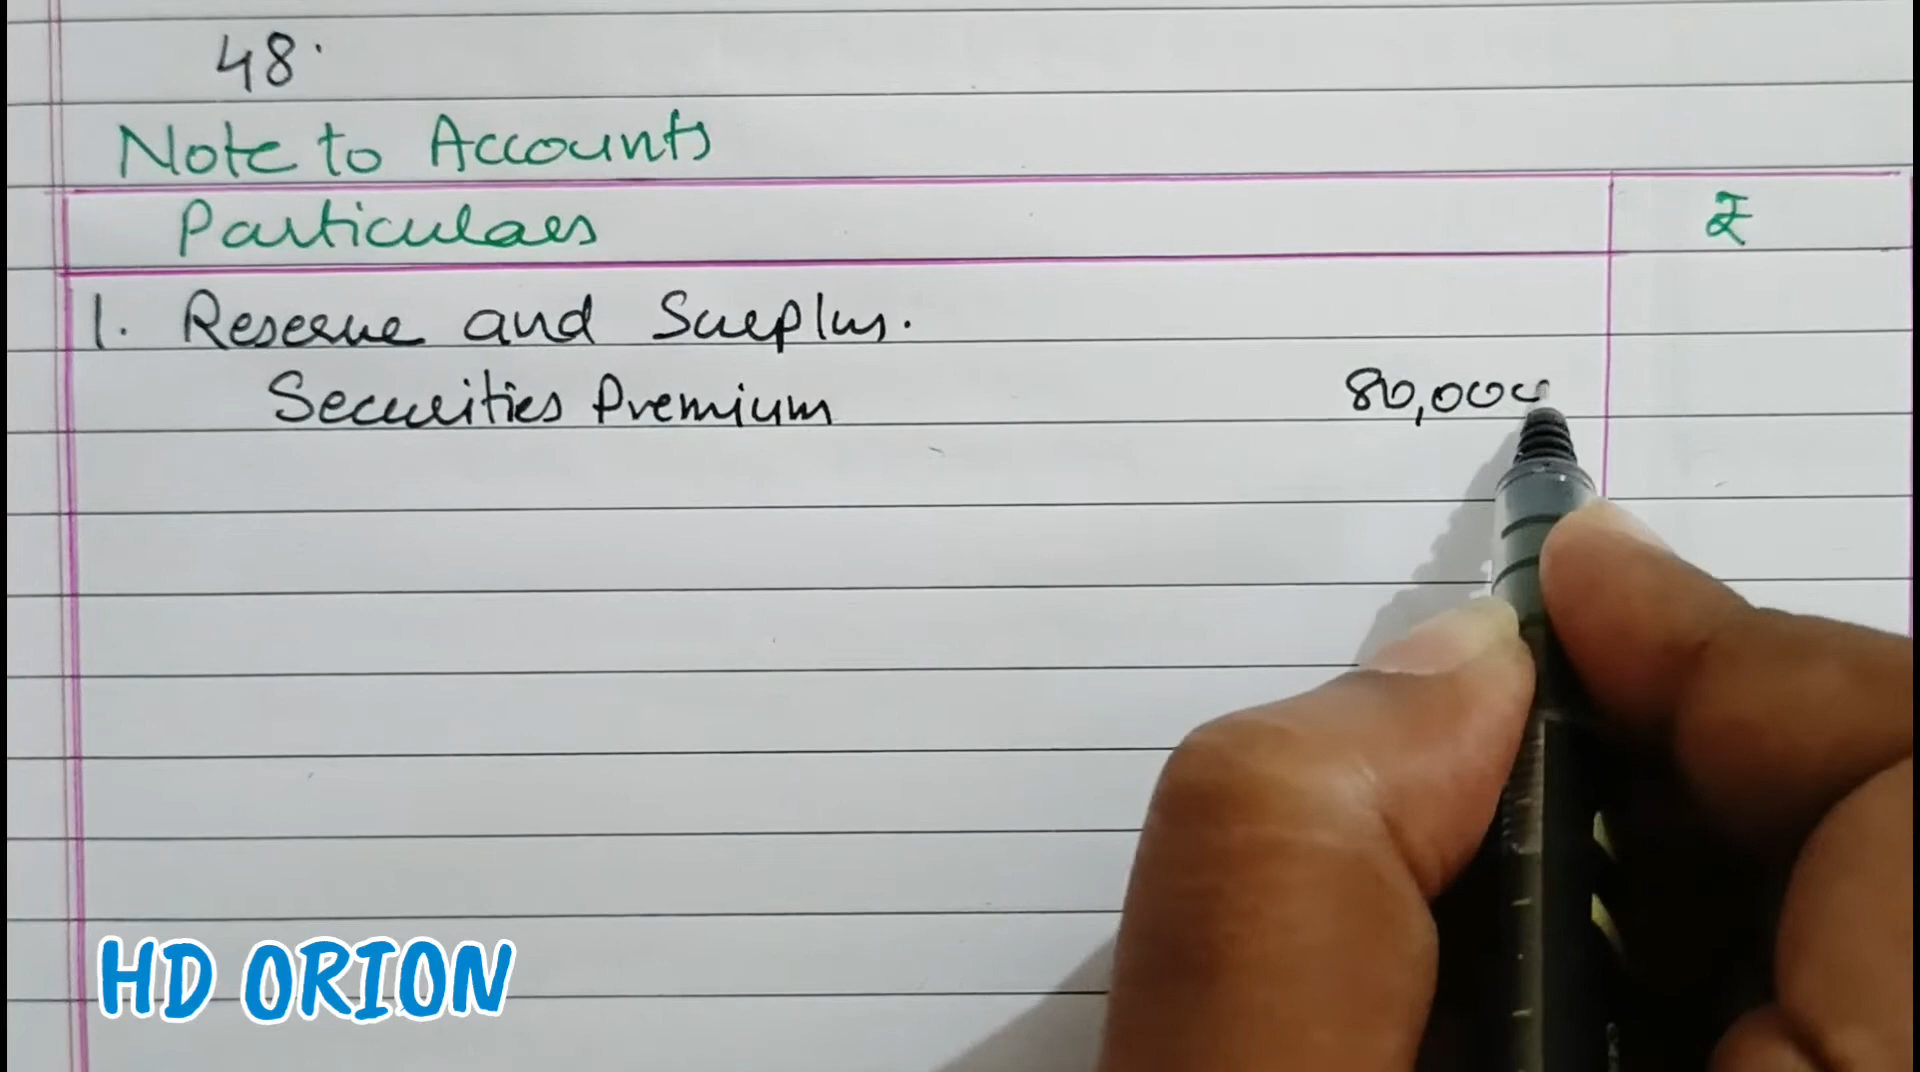 48.
Note to Accounts
Particulars ₹
1. Reserve and Surplus.
Securities Premium 80,000
HD ORION